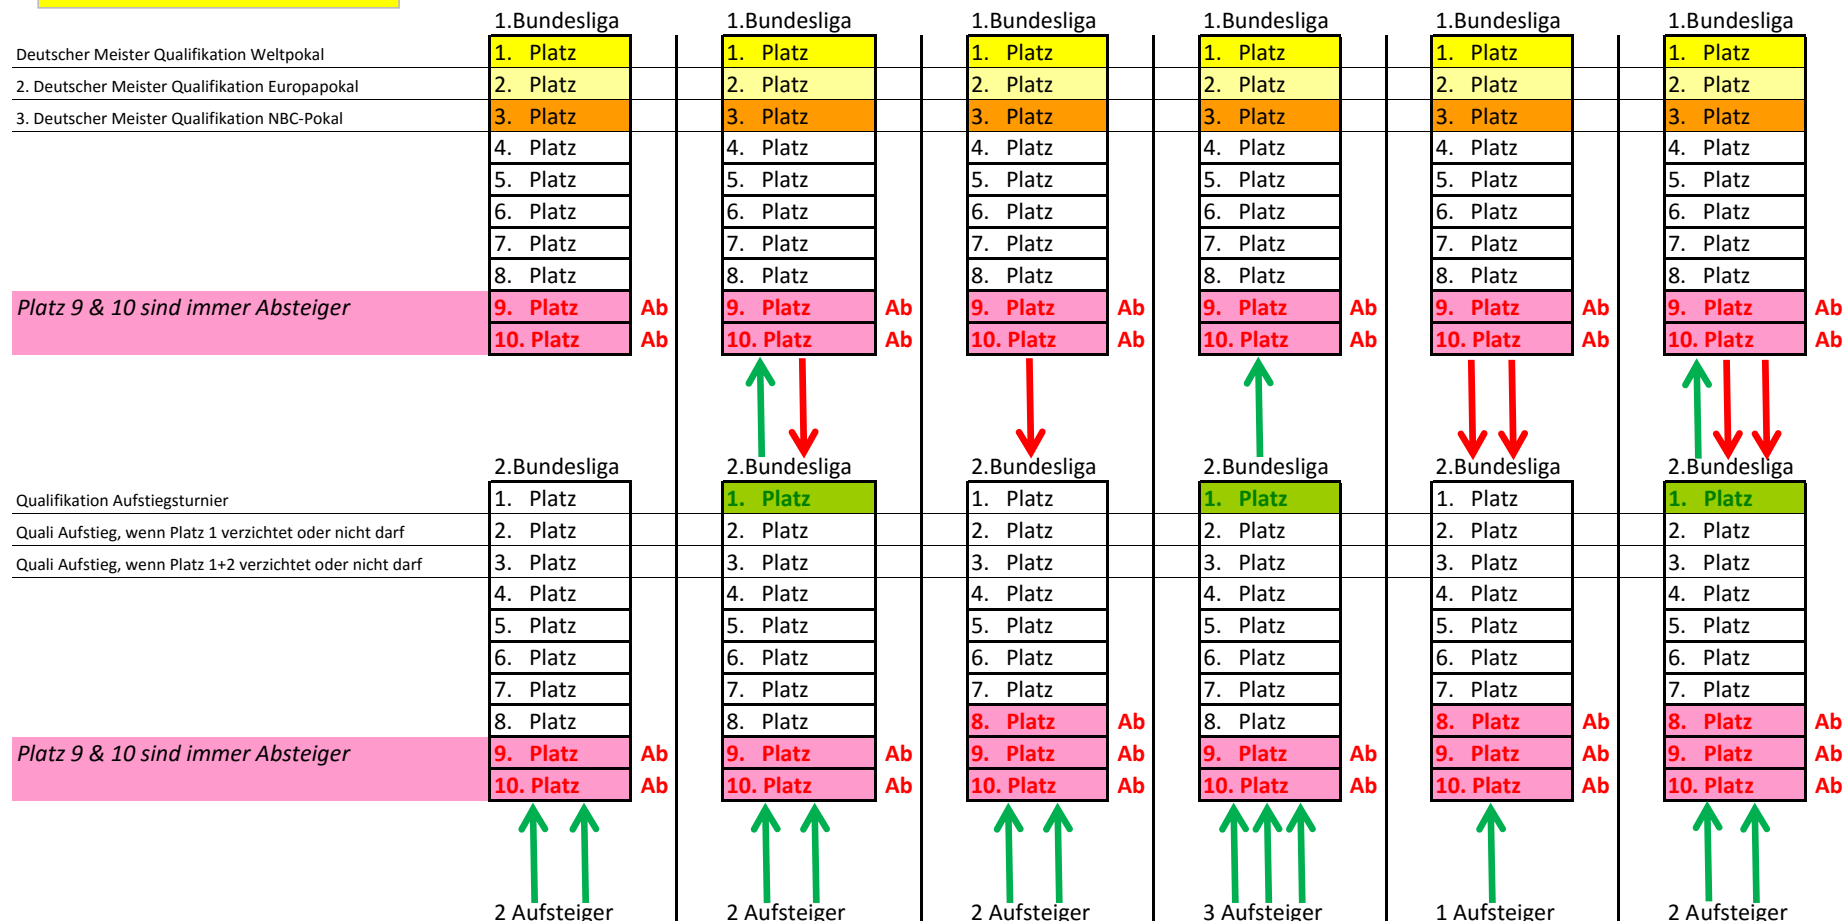 1.Bundesliga 1.Bundesliga 1.Bundesliga 1.Bundesliga 1.Bundesliga 1.Bundesliga
Deutscher Meister Qualifikation Weltpokal 1. Platz 1. Platz 1. Platz 1. Platz 1. Platz 1. Platz
2. Deutscher Meister Qualifikation Europapokal 2. Platz 2. Platz 2. Platz 2. Platz 2. Platz 2. Platz
3. Deutscher Meister Qualifikation NBC-Pokal 3. Platz 3. Platz 3. Platz 3. Platz 3. Platz 3. Platz
4. Platz 4. Platz 4. Platz 4. Platz 4. Platz 4. Platz
5. Platz 5. Platz 5. Platz 5. Platz 5. Platz 5. Platz
6. Platz 6. Platz 6. Platz 6. Platz 6. Platz 6. Platz
7. Platz 7. Platz 7. Platz 7. Platz 7. Platz 7. Platz
8. Platz 8. Platz 8. Platz 8. Platz 8. Platz 8. Platz
Platz 9 & 10 sind immer Absteiger 9. Platz Ab 9. Platz Ab 9. Platz Ab 9. Platz Ab 9. Platz Ab 9. Platz Ab
10. Platz Ab 10. Platz Ab 10. Platz Ab 10. Platz Ab 10. Platz Ab 10. Platz Ab
2.Bundesliga 2.Bundesliga 2.Bundesliga 2.Bundesliga 2.Bundesliga 2.Bundesliga
Qualifikation Aufstiegsturnier 1. Platz 1. Platz 1. Platz 1. Platz 1. Platz 1. Platz
Quali Aufstieg, wenn Platz 1 verzichtet oder nicht darf 2. Platz 2. Platz 2. Platz 2. Platz 2. Platz 2. Platz
Quali Aufstieg, wenn Platz 1+2 verzichtet oder nicht darf 3. Platz 3. Platz 3. Platz 3. Platz 3. Platz 3. Platz
4. Platz 4. Platz 4. Platz 4. Platz 4. Platz 4. Platz
5. Platz 5. Platz 5. Platz 5. Platz 5. Platz 5. Platz
6. Platz 6. Platz 6. Platz 6. Platz 6. Platz 6. Platz
7. Platz 7. Platz 7. Platz 7. Platz 7. Platz 7. Platz
8. Platz 8. Platz 8. Platz Ab 8. Platz 8. Platz Ab 8. Platz Ab
Platz 9 & 10 sind immer Absteiger 9. Platz Ab 9. Platz Ab 9. Platz Ab 9. Platz Ab 9. Platz Ab 9. Platz Ab
10. Platz Ab 10. Platz Ab 10. Platz Ab 10. Platz Ab 10. Platz Ab 10. Platz Ab
2 Aufsteiger 2 Aufsteiger 2 Aufsteiger 3 Aufsteiger 1 Aufsteiger 2 Aufsteiger